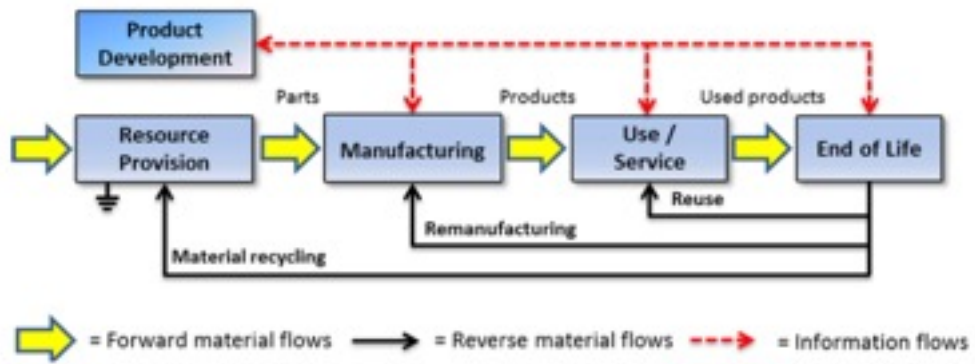 Product
Development
Parts
Products
Used products
Resource
Provision
Manufacturing
Use /
Service
End of Life
Reuse
Remanufacturing
Material recycling
= Forward material flows
= Reverse material flows
= Information flows